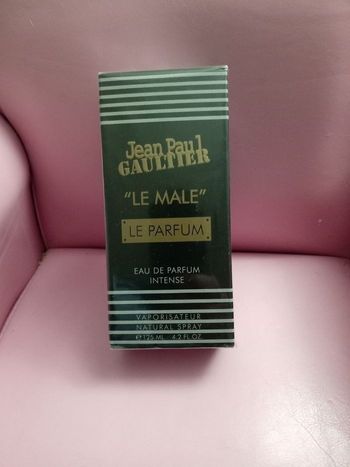 Jean Paul
GAULTIER
"LE MALE"
LE PARFUM
EAU DE PARFUM
INTENSE
VAPORISATEUR
NATURAL SPRAY
℮ 125 ML 4.2 FL.OZ